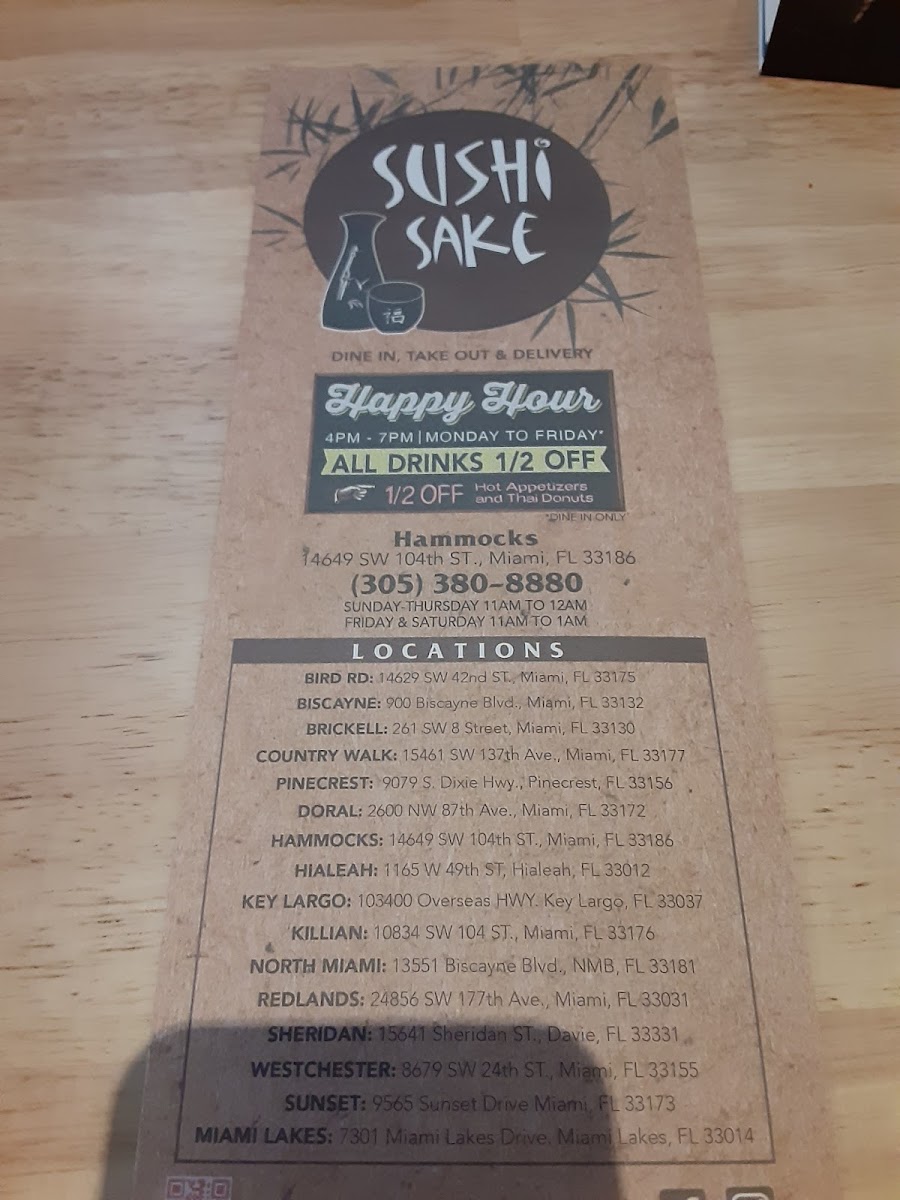 SUSHi
SAKE
福
DINE IN, TAKE OUT & DELIVERY
Happy Hour
4PM - 7PM | MONDAY TO FRIDAY*
ALL DRINKS 1/2 OFF
1/2 OFF Hot Appetizers
and Thai Donuts
*DINE IN ONLY
Hammocks
14649 SW 104th ST., Miami, FL 33186
(305) 380-8880
SUNDAY-THURSDAY 11AM TO 12AM
FRIDAY & SATURDAY 11AM TO 1AM
LOCATIONS
BIRD RD: 14629 SW 42nd ST., Miami, FL 33175
BISCAYNE: 900 Biscayne Blvd., Miami, FL 33132
BRICKELL: 261 SW 8 Street, Miami, FL 33130
COUNTRY WALK: 15461 SW 137th Ave., Miami, FL 33177
PINECREST: 9079 S. Dixie Hwy., Pinecrest, FL 33156
DORAL: 2600 NW 87th Ave., Miami, FL 33172
HAMMOCKS: 14649 SW 104th ST., Miami, FL 33186
HIALEAH: 1165 W 49th ST, Hialeah, FL 33012
KEY LARGO: 103400 Overseas HWY. Key Largo, FL 33037
KILLIAN: 10834 SW 104 ST., Miami, FL 33176
NORTH MIAMI: 13551 Biscayne Blvd., NMB, FL 33181
REDLANDS: 24856 SW 177th Ave., Miami, FL 33031
SHERIDAN: 15641 Sheridan ST., Davie, FL 33331
WESTCHESTER: 8679 SW 24th ST., Miami, FL 33155
SUNSET: 9565 Sunset Drive Miami, FL 33173
MIAMI LAKES: 7301 Miami Lakes Drive. Miami Lakes, FL 33014